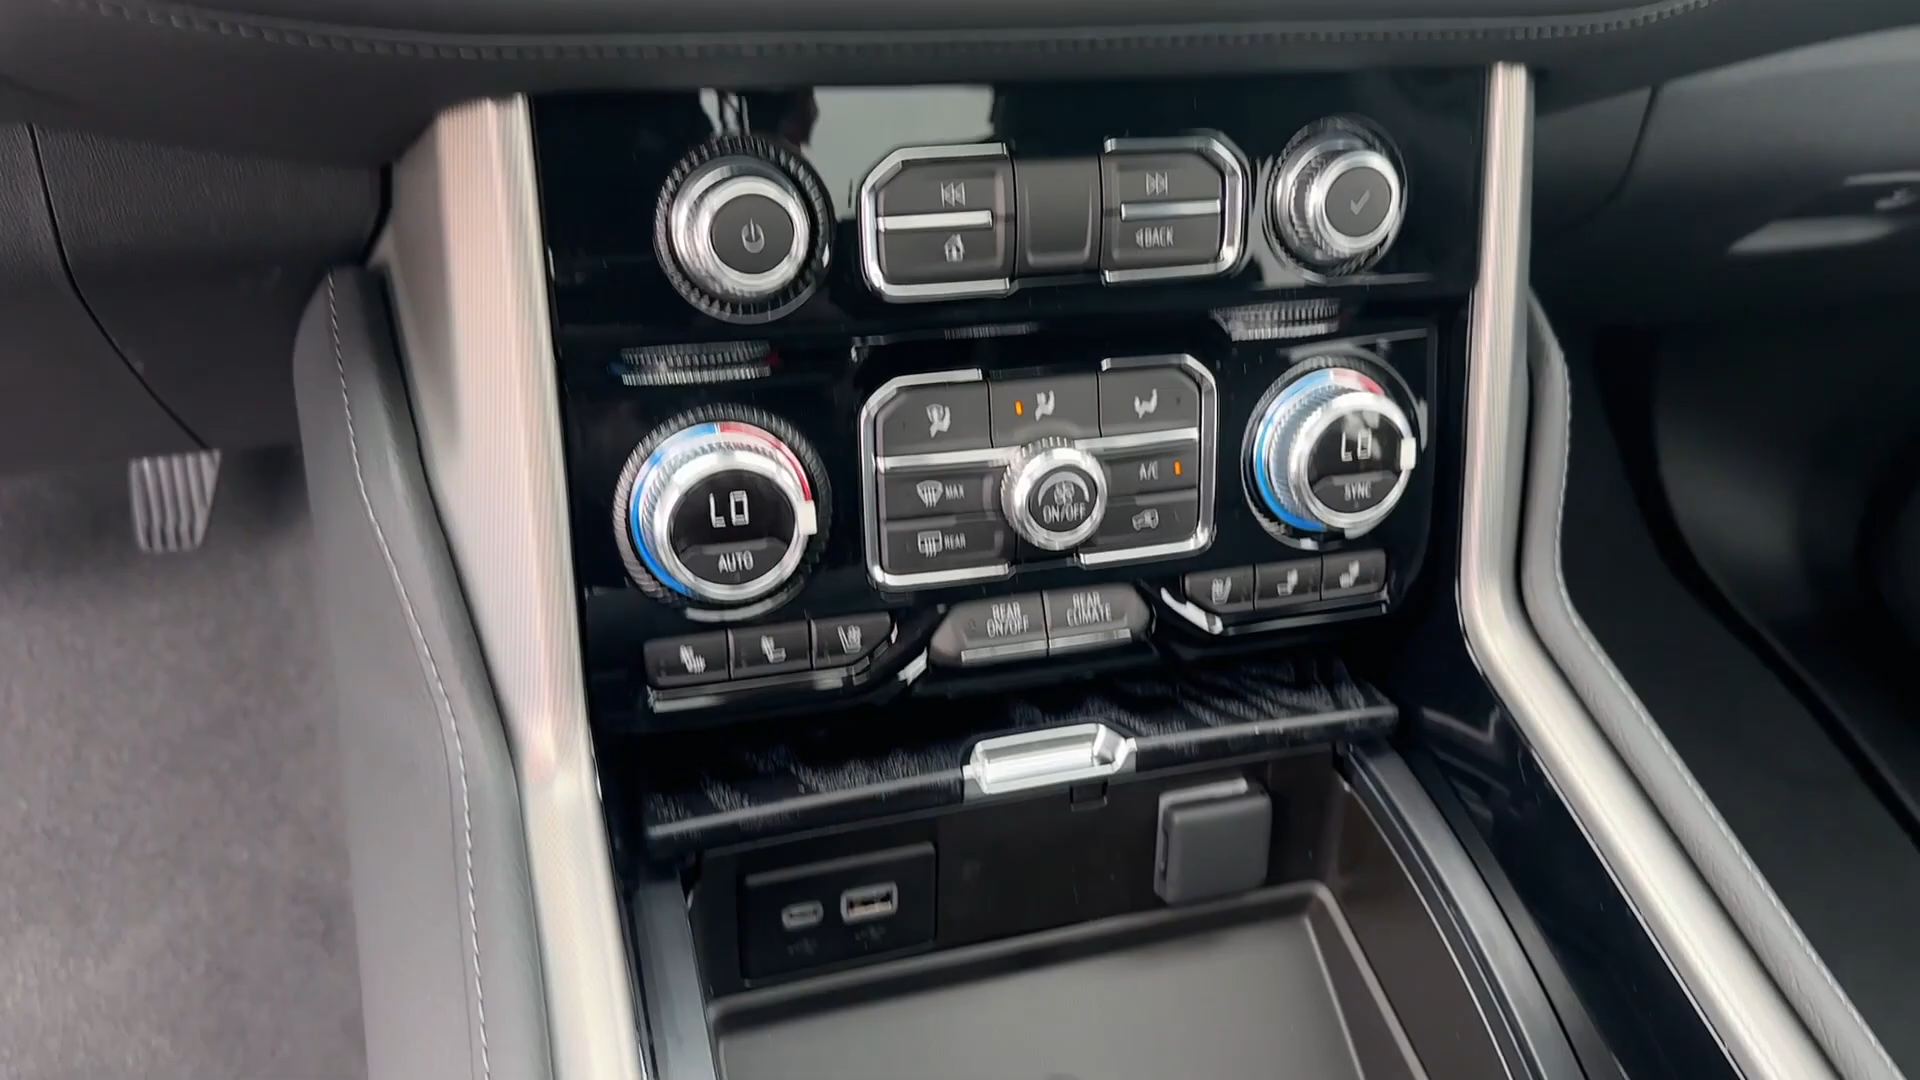 BACK
LO
AUTO
MAX
REAR
ON/OFF
A/C
LO
SYNC
REAR
ON/OFF
REAR
CLIMATE